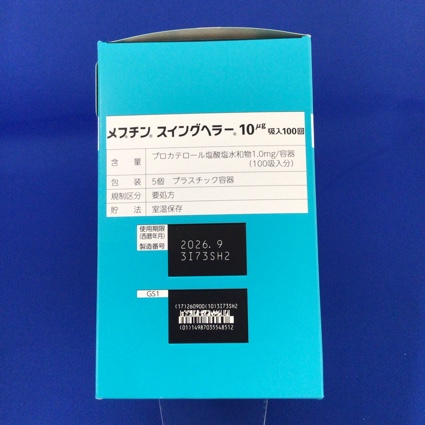 メプチン® スイングヘラー® 10μg 吸入100回
含 量 プロカテロール塩酸塩水和物1.0mg/容器
(100吸入分)
包 装 5個 プラスチック容器
規制区分 要処方
貯 法 室温保存
使用期限
(西暦年月)
製造番号
2026.9
3I73SH2
GS1
(17)260900(10)3I73SH2
(01)14987035548512